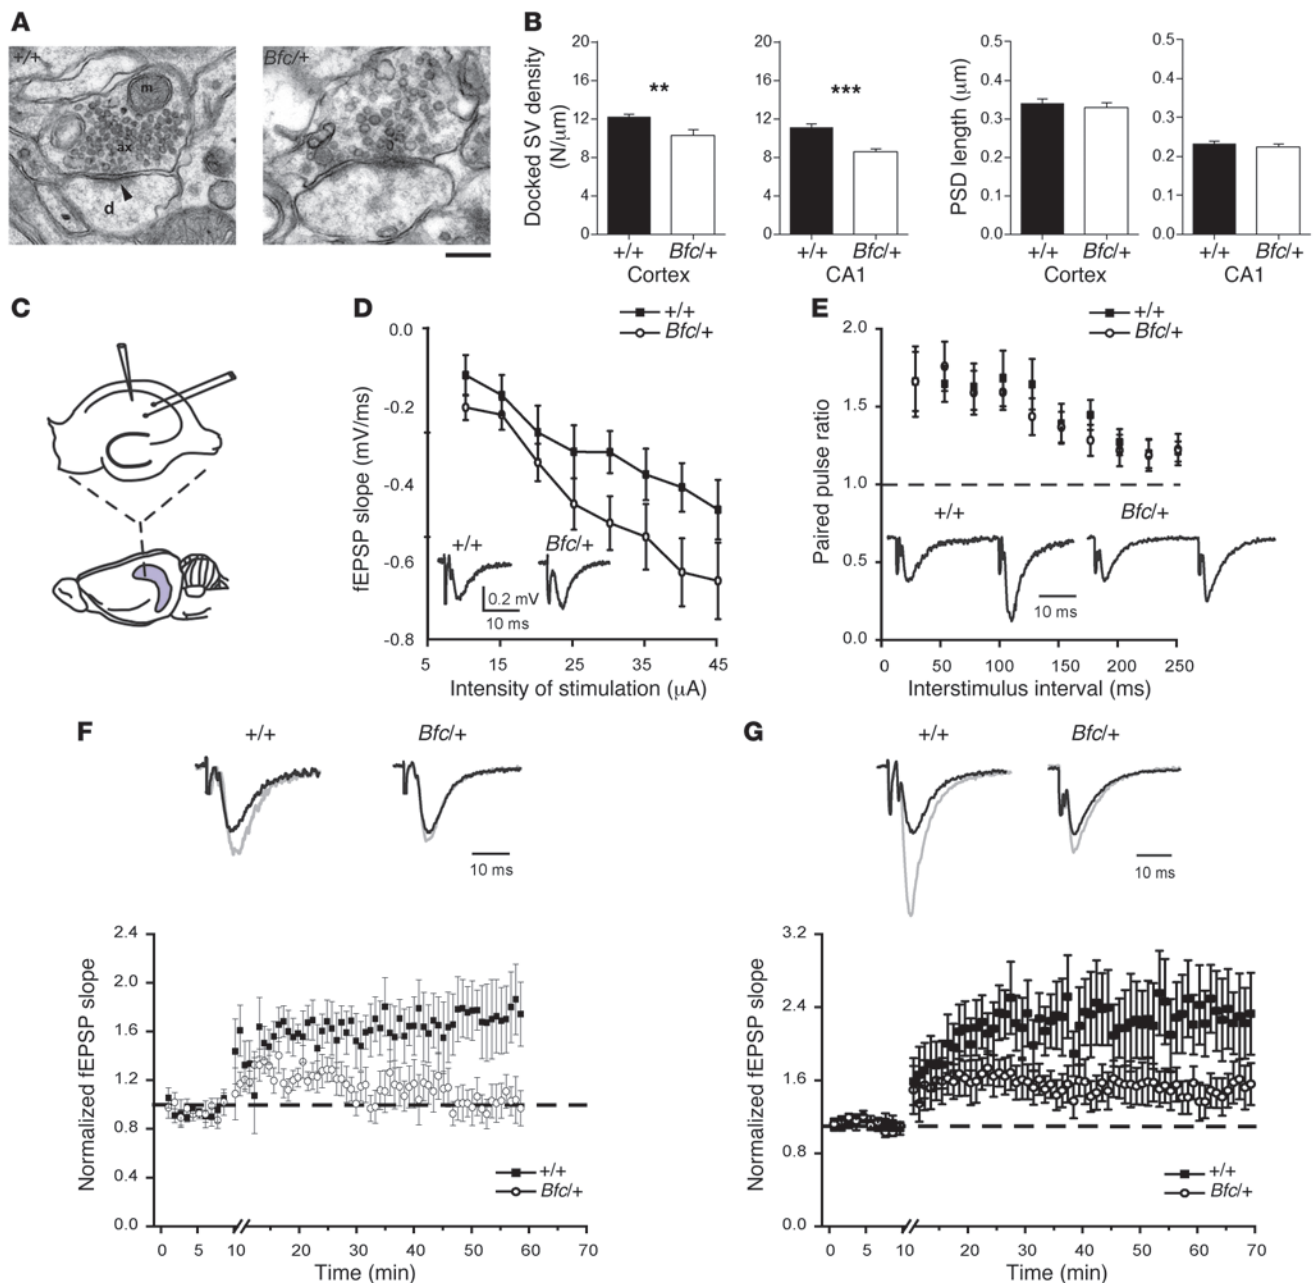 A
+/+
m
ax
d
Bfc/+
B
Docked SV density
(N/μm)
20
16
12
8
4
0
**
+/+ Bfc/+
Cortex
20
16
12
8
4
0
***
+/+ Bfc/+
CA1
PSD length (μm)
0.5
0.4
0.3
0.2
0.1
0.0
+/+ Bfc/+
Cortex
0.5
0.4
0.3
0.2
0.1
0.0
+/+ Bfc/+
CA1
C
D
+/+
Bfc/+
fEPSP slope (mV/ms)
0.0
-0.2
-0.4
-0.6
-0.8
+/+
Bfc/+
0.2 mV
10 ms
5 15 25 35 45
Intensity of stimulation (μA)
E
+/+
Bfc/+
Paired pulse ratio
2.0
1.5
1.0
0.5
0.0
+/+
Bfc/+
10 ms
0 50 100 150 200 250
Interstimulus interval (ms)
F
+/+
Bfc/+
10 ms
Normalized fEPSP slope
2.4
2.0
1.6
1.2
0.8
0.4
0.0
+/+
Bfc/+
0 5 10 20 30 40 50 60 70
Time (min)
G
+/+
Bfc/+
10 ms
Normalized fEPSP slope
3.2
2.4
1.6
0.8
0.0
+/+
Bfc/+
0 5 10 20 30 40 50 60 70
Time (min)